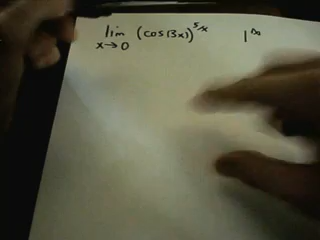 lim (cos(3x))^5/x 1^∞
x→0